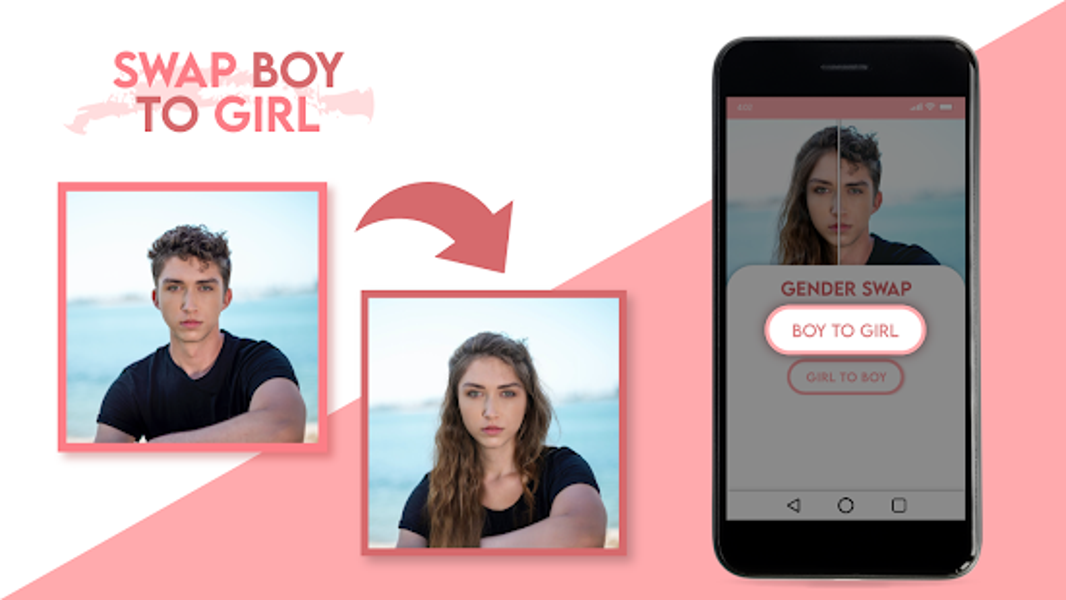 SWAP BOY
TO GIRL
GENDER SWAP
BOY TO GIRL
GIRL TO BOY